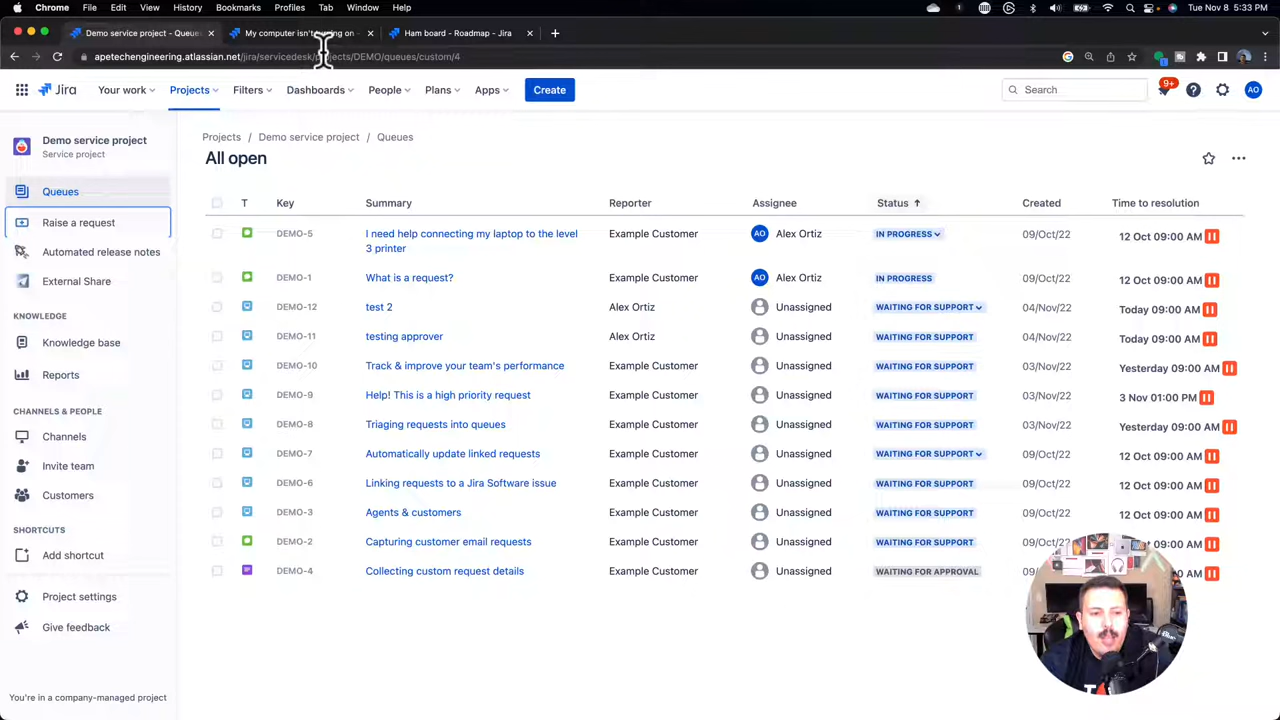 Chrome File Edit View History Bookmarks Profiles Tab Window Help Tue Nov 8 5:33 PM
Demo service project - Queue My computer isn't turning on - Ham board - Roadmap - Jira
apetechengineering.atlassian.net/jira/servicedesk/projects/DEMO/queues/custom/4
Jira Your work Projects Filters Dashboards People Plans Apps Create Search 9+ AO
Demo service project
Service project
Queues
Raise a request
Automated release notes
External Share
KNOWLEDGE
Knowledge base
Reports
CHANNELS & PEOPLE
Channels
Invite team
Customers
SHORTCUTS
Add shortcut
Project settings
Give feedback
You're in a company-managed project
Projects / Demo service project / Queues
All open
T Key Summary Reporter Assignee Status Created Time to resolution
DEMO-5 I need help connecting my laptop to the level Example Customer AO Alex Ortiz IN PROGRESS 09/Oct/22 12 Oct 09:00 AM
3 printer
DEMO-1 What is a request? Example Customer AO Alex Ortiz IN PROGRESS 09/Oct/22 12 Oct 09:00 AM
DEMO-12 test 2 Alex Ortiz Unassigned WAITING FOR SUPPORT 04/Nov/22 Today 09:00 AM
DEMO-11 testing approver Alex Ortiz Unassigned WAITING FOR SUPPORT 04/Nov/22 Today 09:00 AM
DEMO-10 Track & improve your team's performance Example Customer Unassigned WAITING FOR SUPPORT 03/Nov/22 Yesterday 09:00 AM
DEMO-9 Help! This is a high priority request Example Customer Unassigned WAITING FOR SUPPORT 03/Nov/22 3 Nov 01:00 PM
DEMO-8 Triaging requests into queues Example Customer Unassigned WAITING FOR SUPPORT 03/Nov/22 Yesterday 09:00 AM
DEMO-7 Automatically update linked requests Example Customer Unassigned WAITING FOR SUPPORT 09/Oct/22 12 Oct 09:00 AM
DEMO-6 Linking requests to a Jira Software issue Example Customer Unassigned WAITING FOR SUPPORT 09/Oct/22 12 Oct 09:00 AM
DEMO-3 Agents & customers Example Customer Unassigned WAITING FOR SUPPORT 09/Oct/22 12 Oct 09:00 AM
DEMO-2 Capturing customer email requests Example Customer Unassigned WAITING FOR SUPPORT 09/Oct/22 12 Oct 09:00 AM
DEMO-4 Collecting custom request details Example Customer Unassigned WAITING FOR APPROVAL 09:00 AM